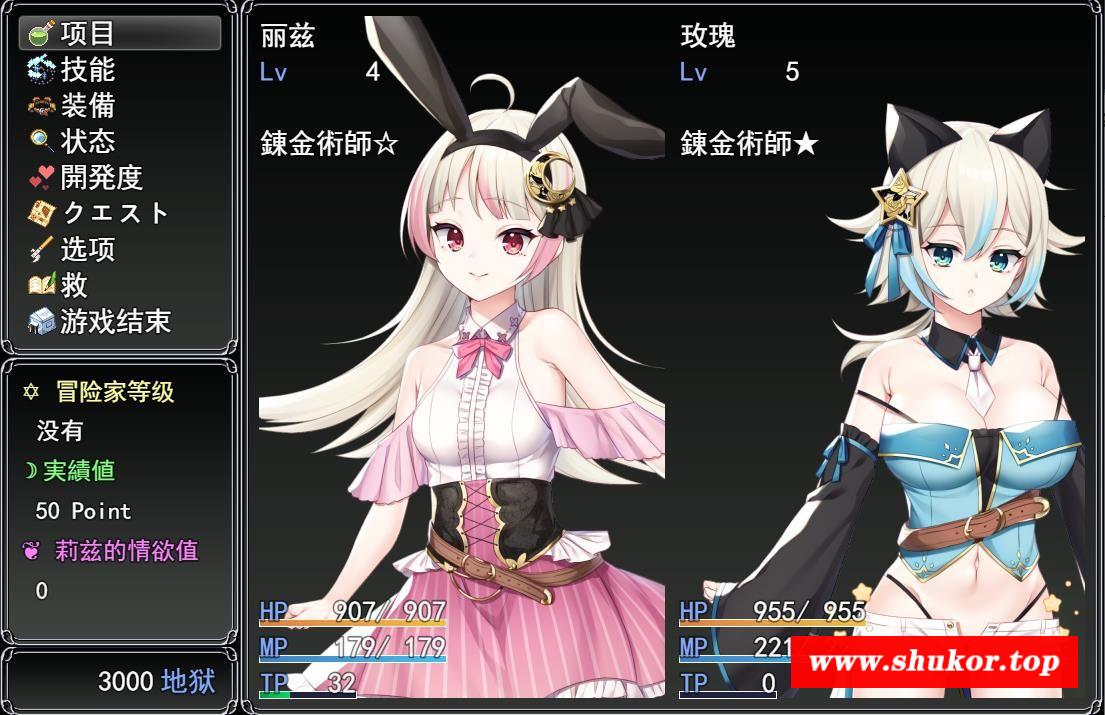 项目
技能
装備
状态
開発度
クエスト
选项
救
游戏结束
冒险家等级
没有
実績値
50 Point
莉兹的情欲值
0
3000 地狱
丽兹
Lv 4
錬金術師☆
HP 907/ 907
MP 179/ 179
TP 32
玫瑰
Lv 5
錬金術師★
HP 955/ 955
MP 221
TP 0
www.shukor.top